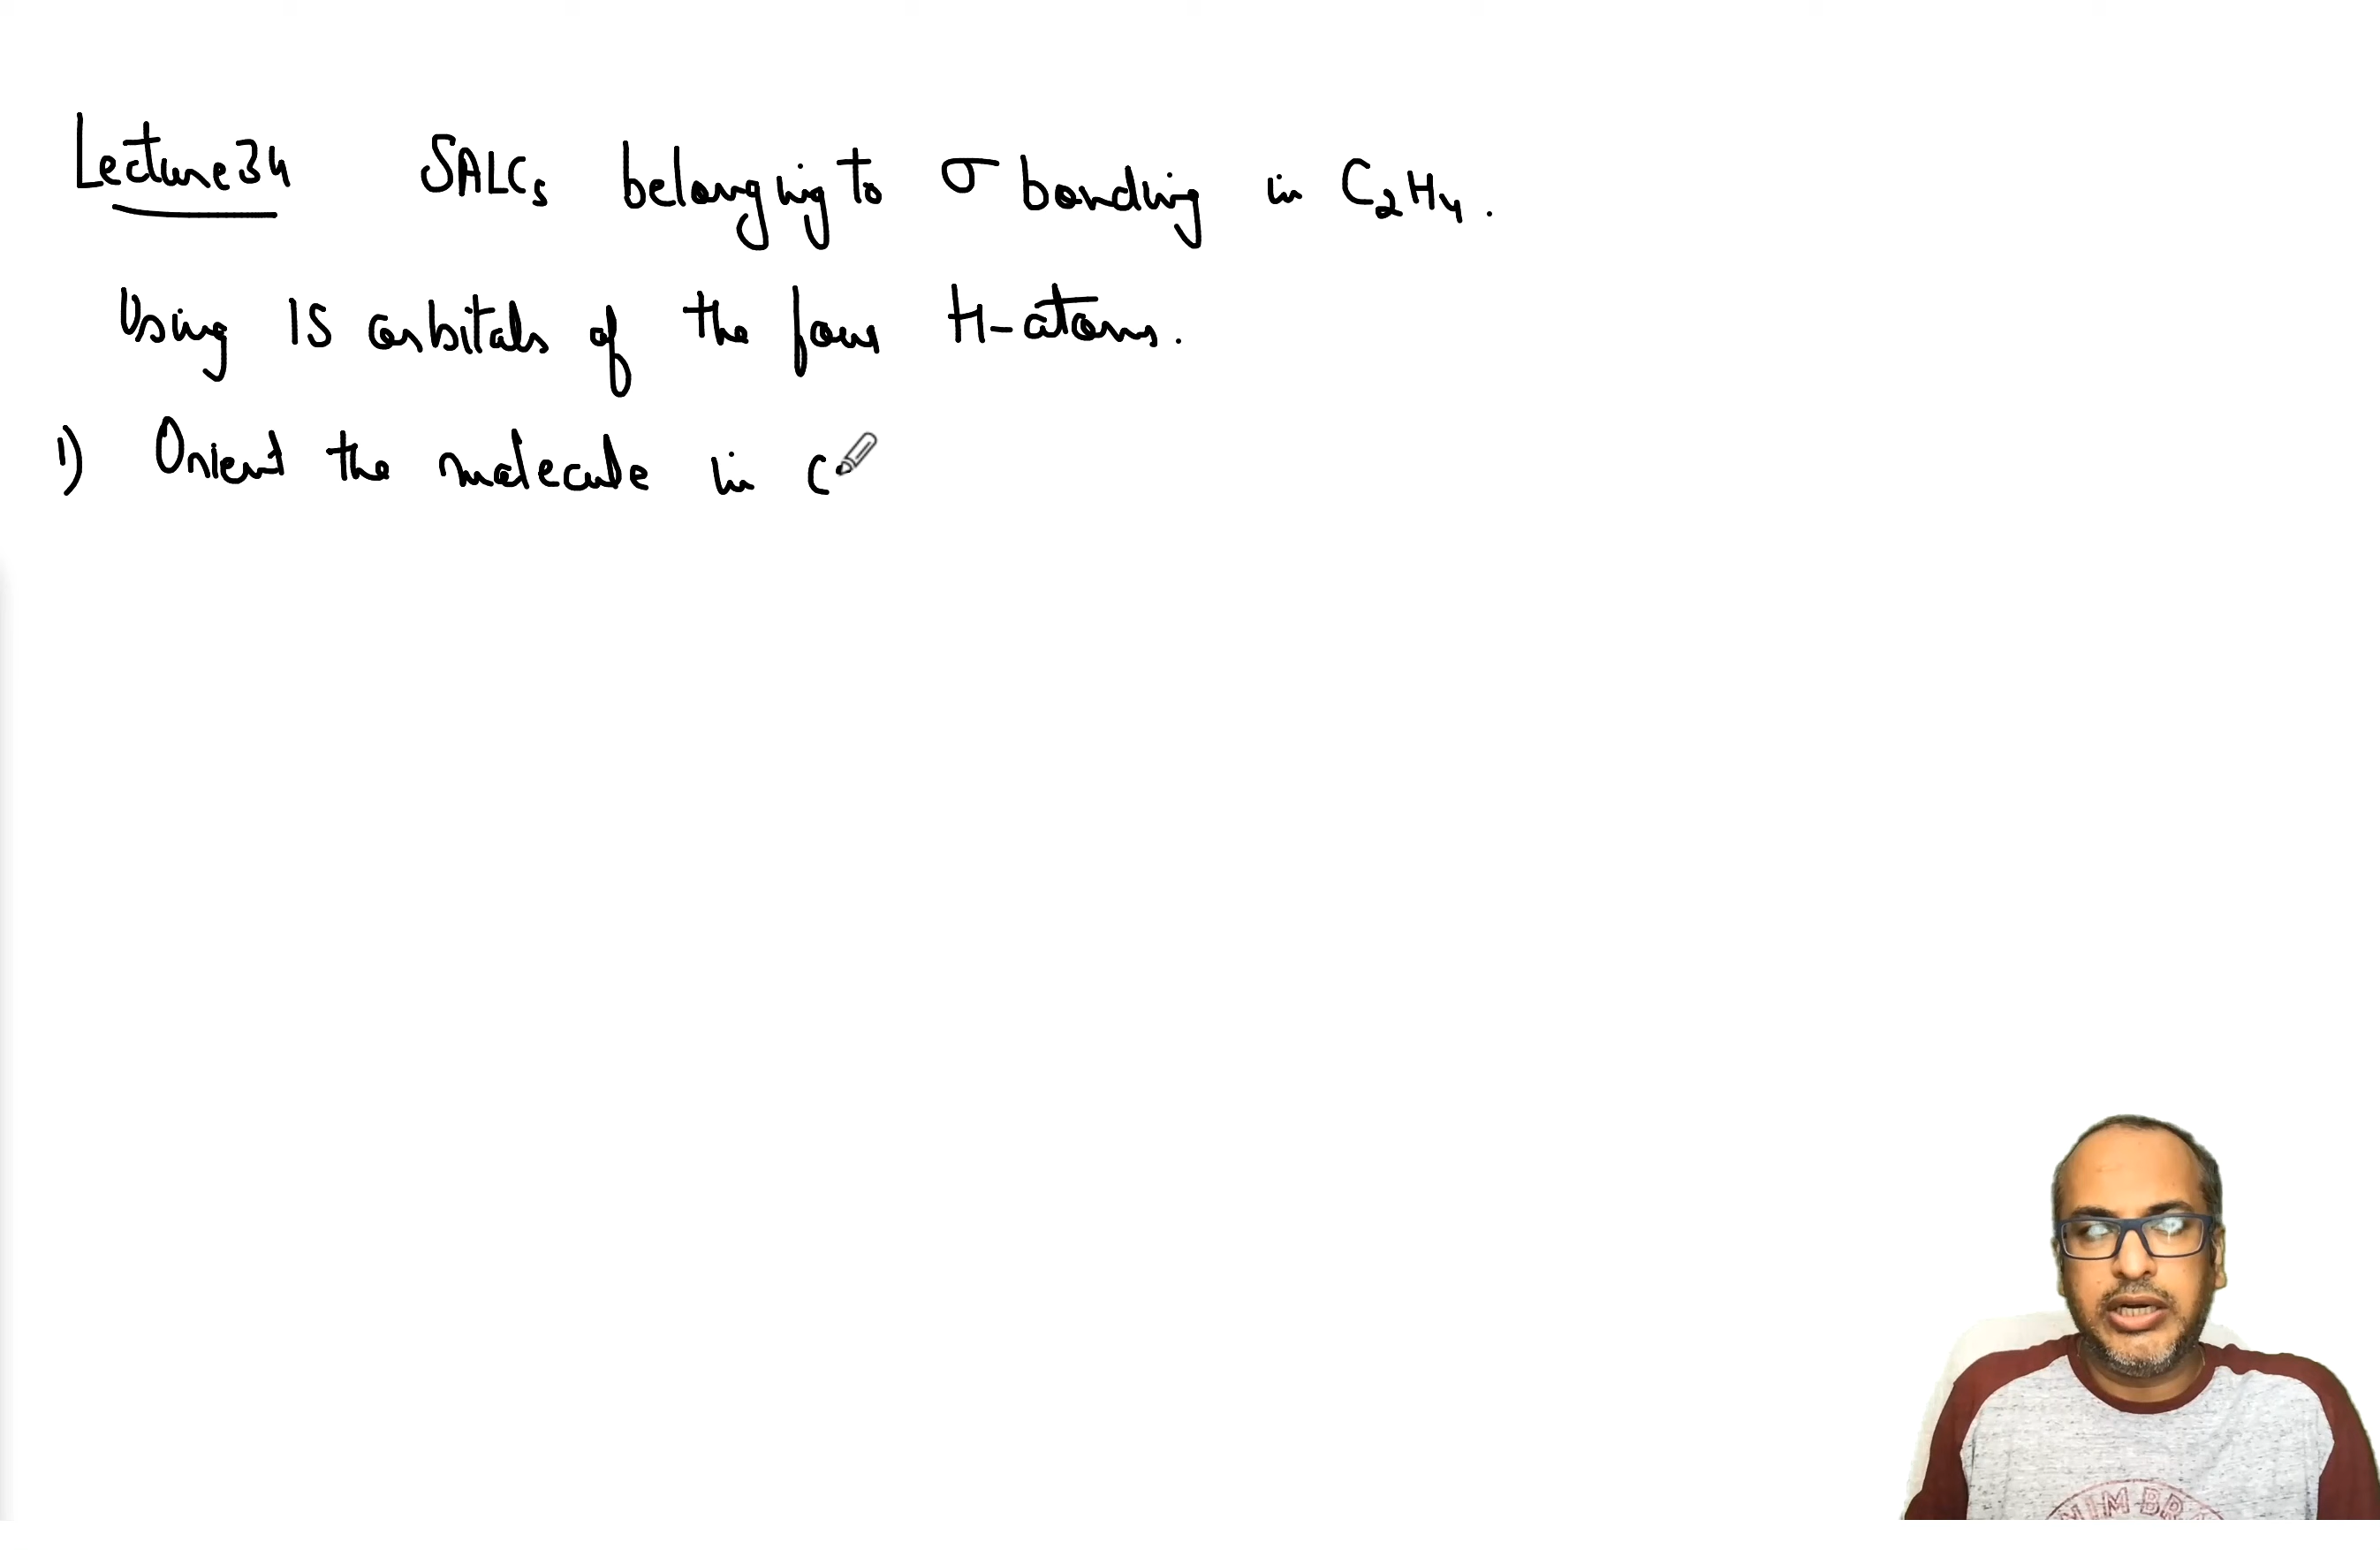 Lecture 34 SALCs belonging to σ bonding in C₂H₄.
Using 1S orbitals of the four H-atoms.
1) Orient the molecule in C